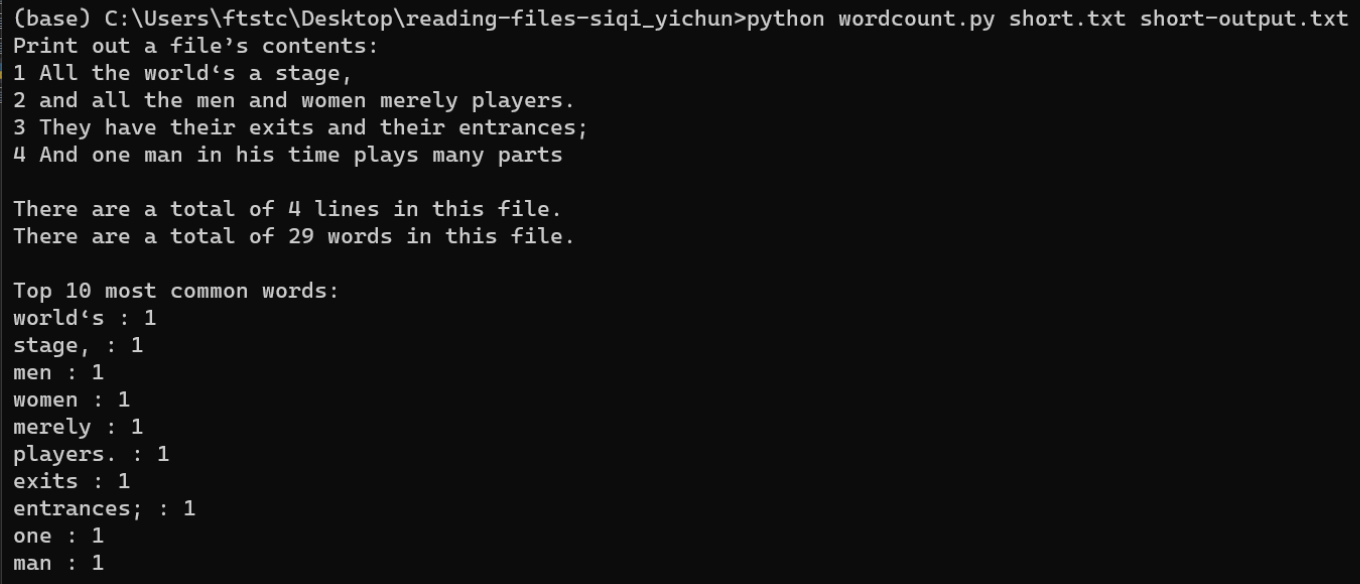 (base) C:\Users\ftstc\Desktop\reading-files-siqi_yichun>python wordcount.py short.txt short-output.txt
Print out a file’s contents:
1 All the world‘s a stage,
2 and all the men and women merely players.
3 They have their exits and their entrances;
4 And one man in his time plays many parts

There are a total of 4 lines in this file.
There are a total of 29 words in this file.

Top 10 most common words:
world‘s : 1
stage, : 1
men : 1
women : 1
merely : 1
players. : 1
exits : 1
entrances; : 1
one : 1
man : 1